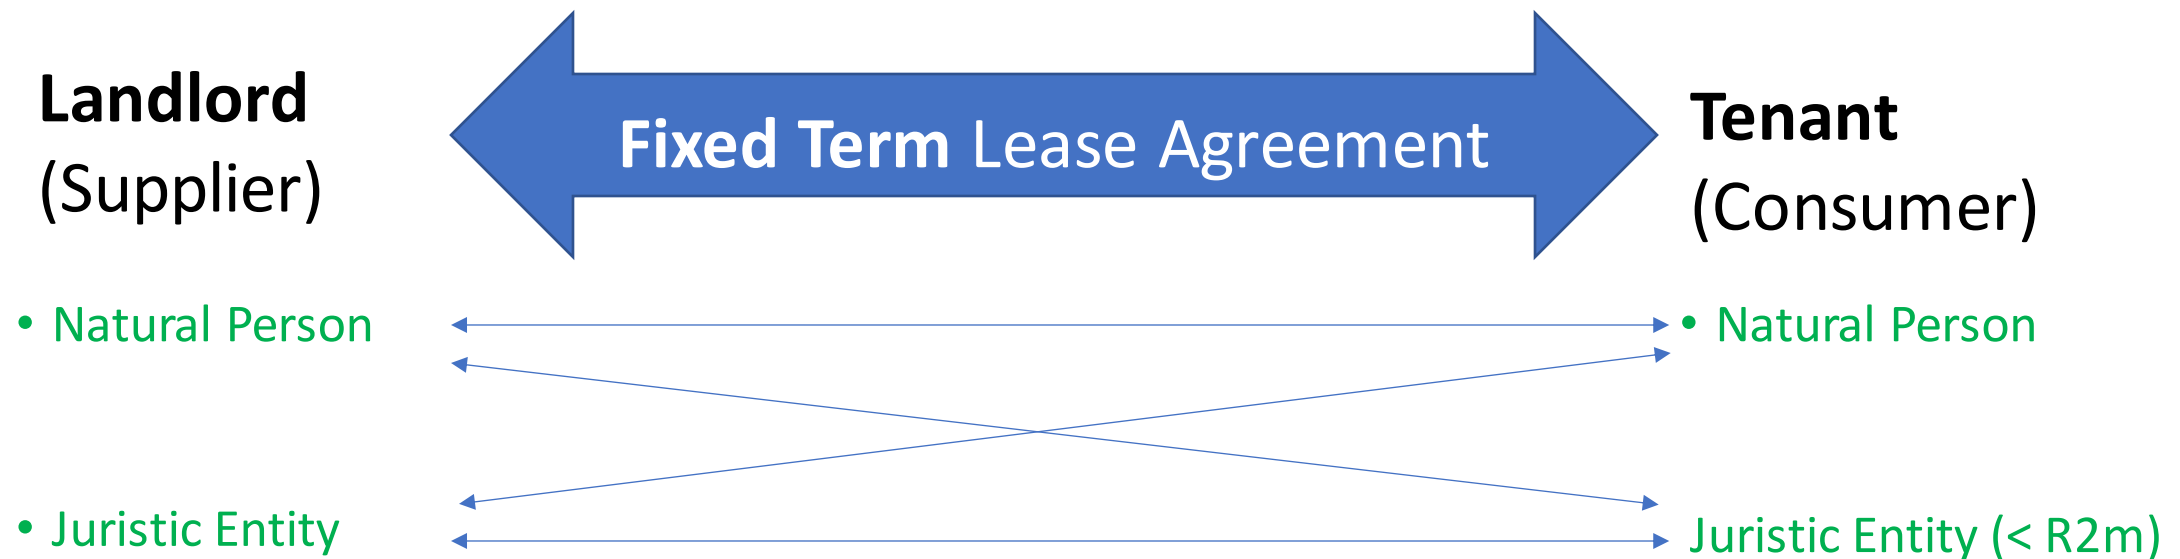 Landlord
(Supplier)
Fixed Term Lease Agreement
Tenant
(Consumer)
• Natural Person
• Natural Person
• Juristic Entity
Juristic Entity (< R2m)